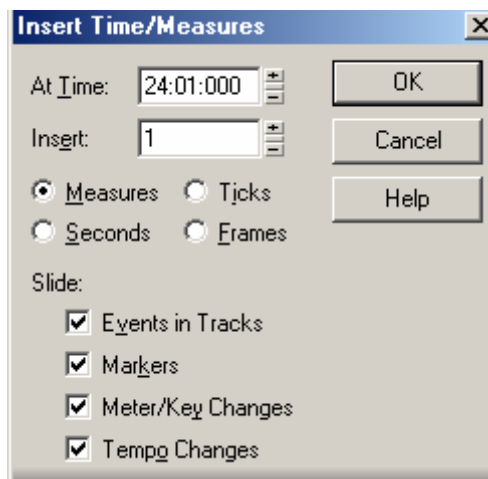 Insert Time/Measures
At Time: 24:01:000
OK
Insert: 1
Cancel
Measures Ticks
Help
Seconds Frames
Slide:
Events in Tracks
Markers
Meter/Key Changes
Tempo Changes